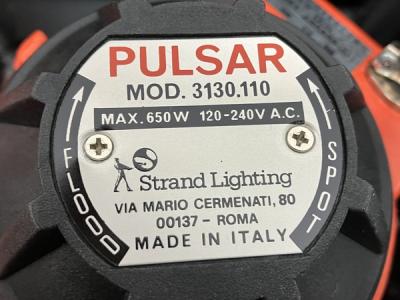 PULSAR
MOD. 3130.110
MAX. 650W 120-240V A.C.
FLOOD
SPOT
Strand Lighting
VIA MARIO CERMENATI, 80
00137 - ROMA
MADE IN ITALY